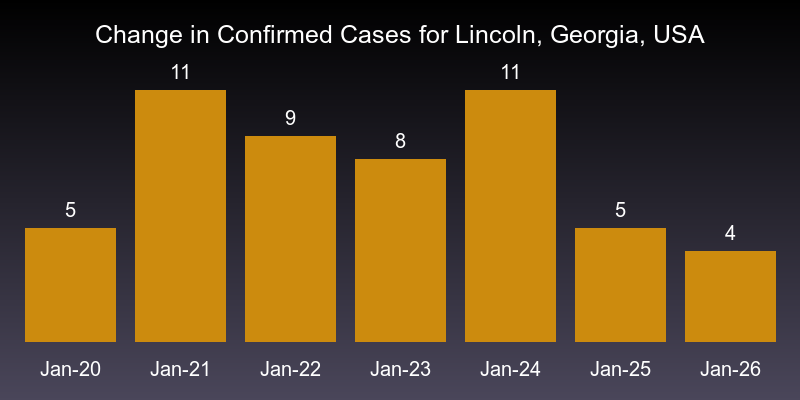 Change in Confirmed Cases for Lincoln, Georgia, USA
5
11
9
8
11
5
4
Jan-20
Jan-21
Jan-22
Jan-23
Jan-24
Jan-25
Jan-26